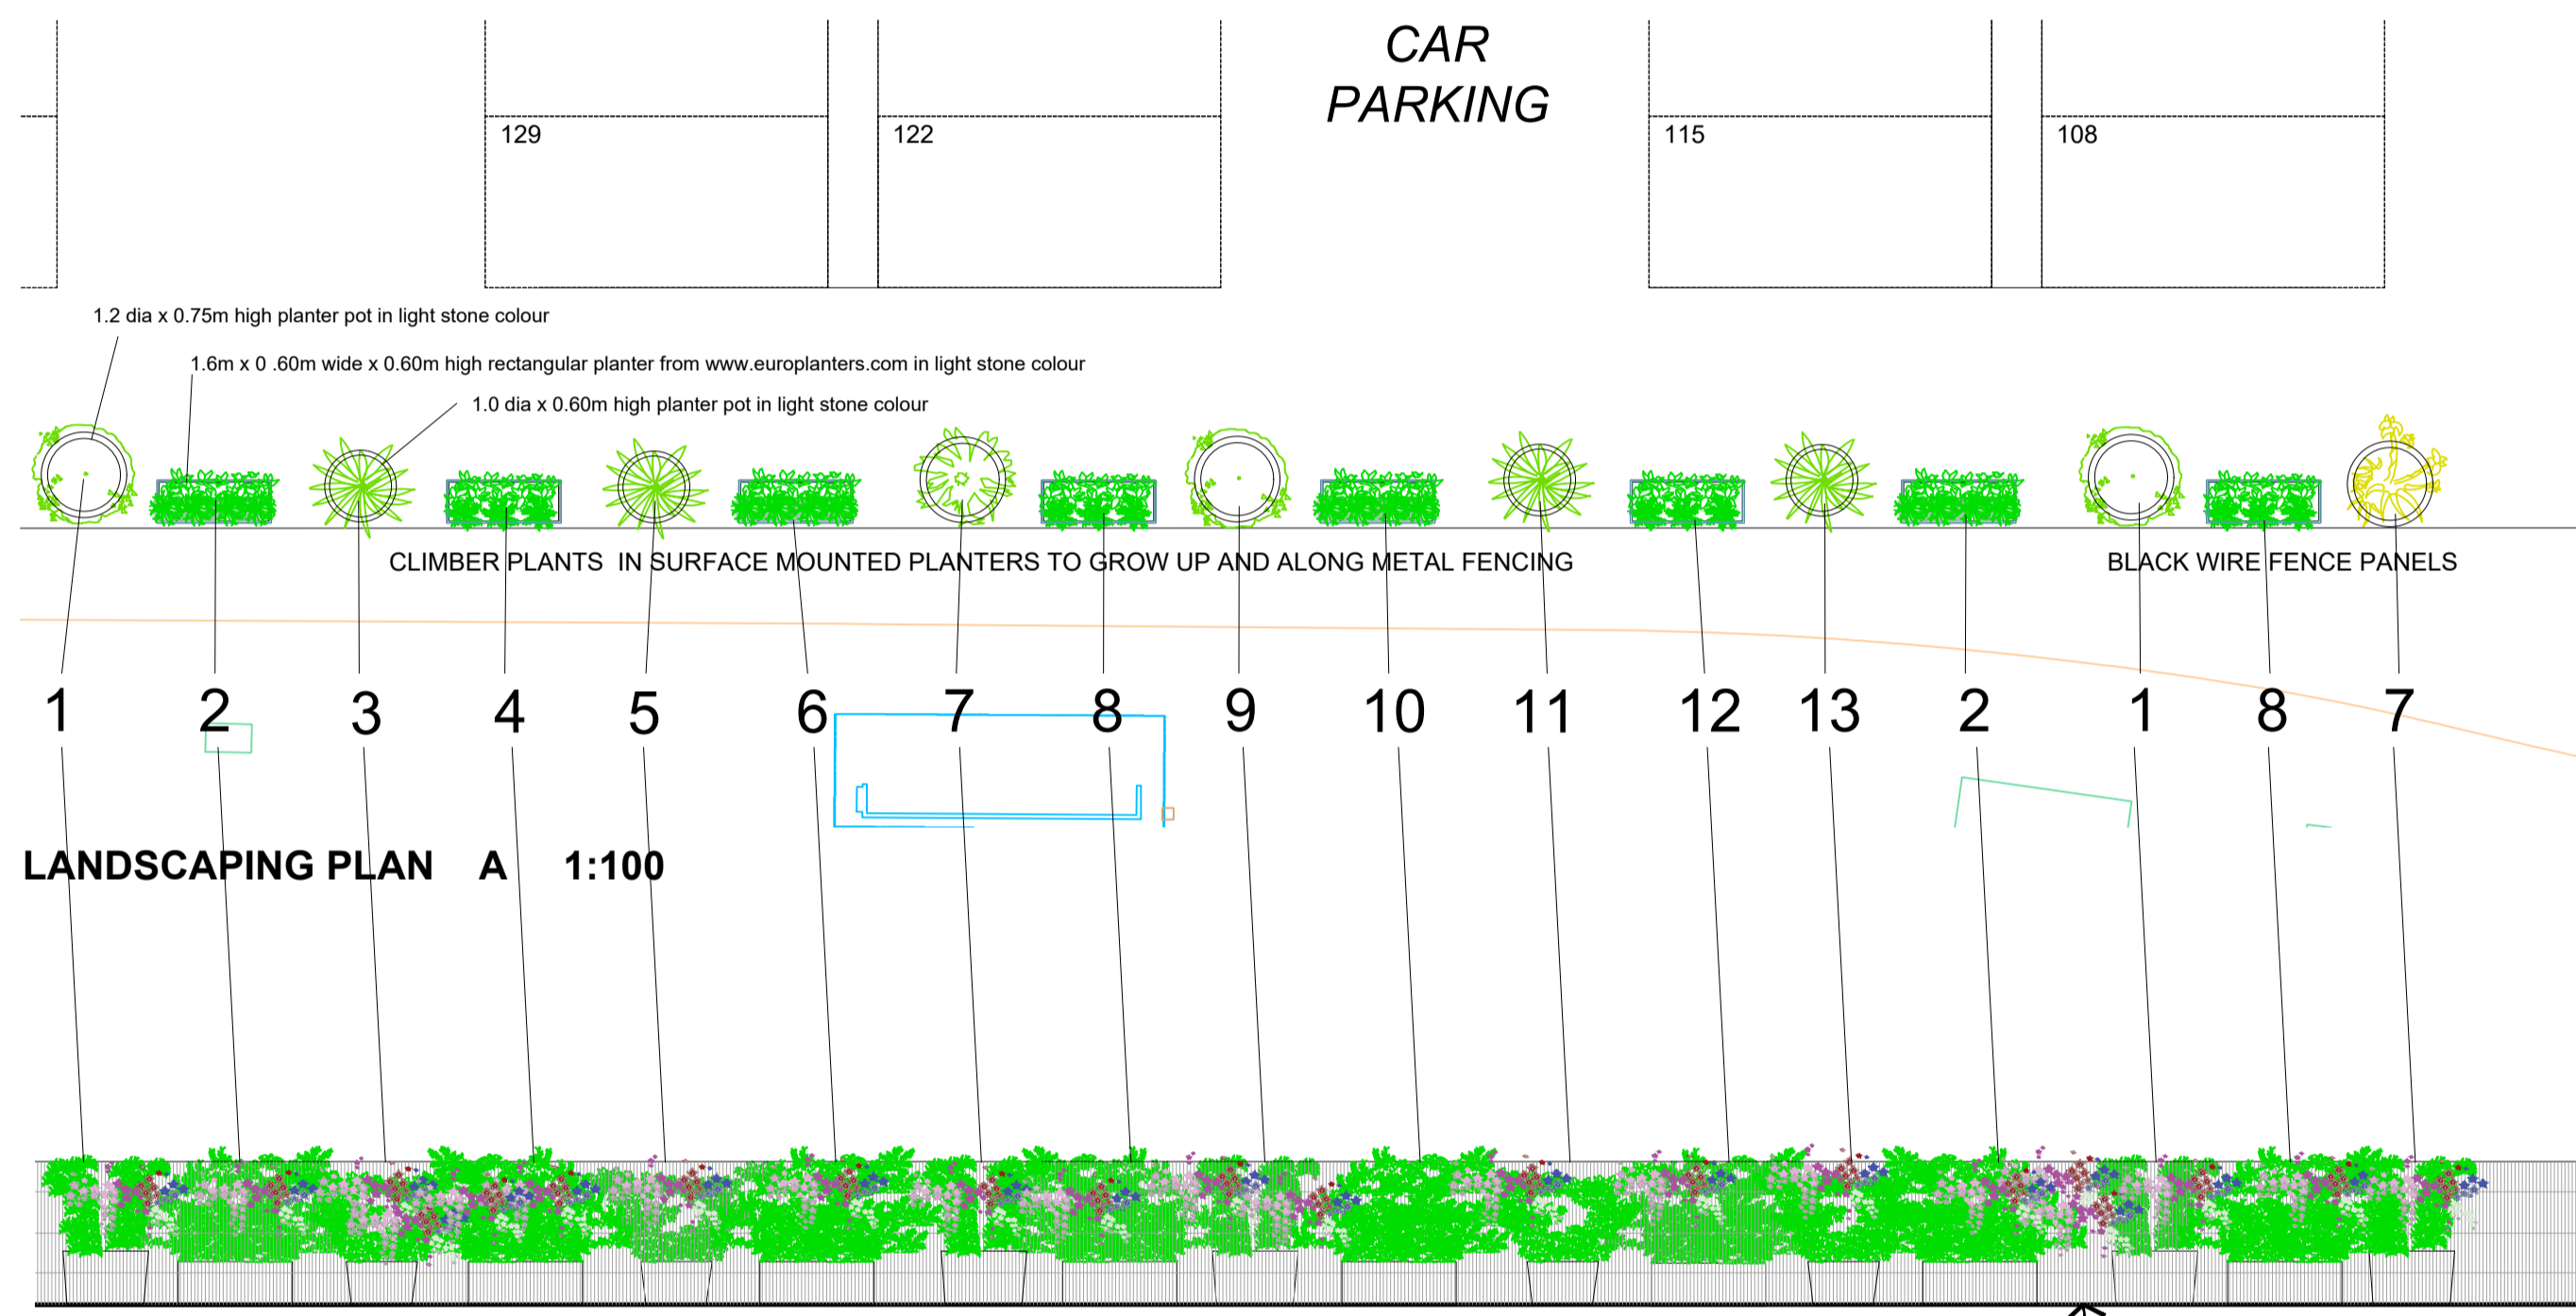 CAR
PARKING
129
122
115
108
1.2 dia x 0.75m high planter pot in light stone colour
1.6m x 0 .60m wide x 0.60m high rectangular planter from www.europlanters.com in light stone colour
1.0 dia x 0.60m high planter pot in light stone colour
CLIMBER PLANTS IN SURFACE MOUNTED PLANTERS TO GROW UP AND ALONG METAL FENCING
BLACK WIRE FENCE PANELS
1 2 3 4 5 6 7 8 9 10 11 12 13 2 1 8 7
LANDSCAPING PLAN A 1:100